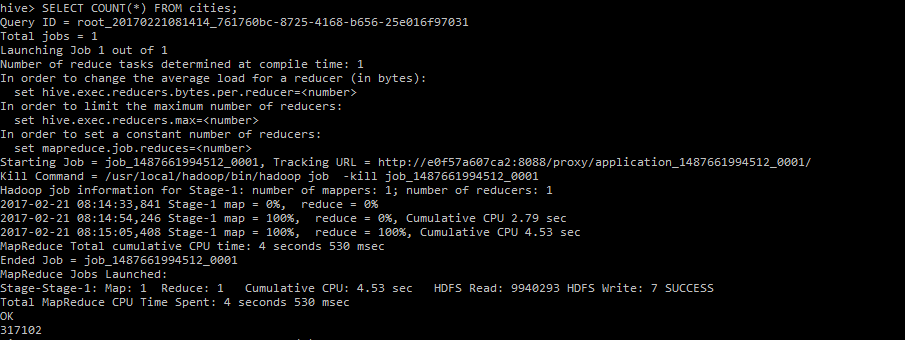 hive> SELECT COUNT(*) FROM cities;
Query ID = root_20170221081414_761760bc-8725-4168-b656-25e016f97031
Total jobs = 1
Launching Job 1 out of 1
Number of reduce tasks determined at compile time: 1
In order to change the average load for a reducer (in bytes):
  set hive.exec.reducers.bytes.per.reducer=<number>
In order to limit the maximum number of reducers:
  set hive.exec.reducers.max=<number>
In order to set a constant number of reducers:
  set mapreduce.job.reduces=<number>
Starting Job = job_1487661994512_0001, Tracking URL = http://e0f57a607ca2:8088/proxy/application_1487661994512_0001/
Kill Command = /usr/local/hadoop/bin/hadoop job  -kill job_1487661994512_0001
Hadoop job information for Stage-1: number of mappers: 1; number of reducers: 1
2017-02-21 08:14:33,841 Stage-1 map = 0%,  reduce = 0%
2017-02-21 08:14:54,246 Stage-1 map = 100%,  reduce = 0%, Cumulative CPU 2.79 sec
2017-02-21 08:15:05,408 Stage-1 map = 100%,  reduce = 100%, Cumulative CPU 4.53 sec
MapReduce Total cumulative CPU time: 4 seconds 530 msec
Ended Job = job_1487661994512_0001
MapReduce Jobs Launched:
Stage-Stage-1: Map: 1  Reduce: 1   Cumulative CPU: 4.53 sec   HDFS Read: 9940293 HDFS Write: 7 SUCCESS
Total MapReduce CPU Time Spent: 4 seconds 530 msec
OK
317102